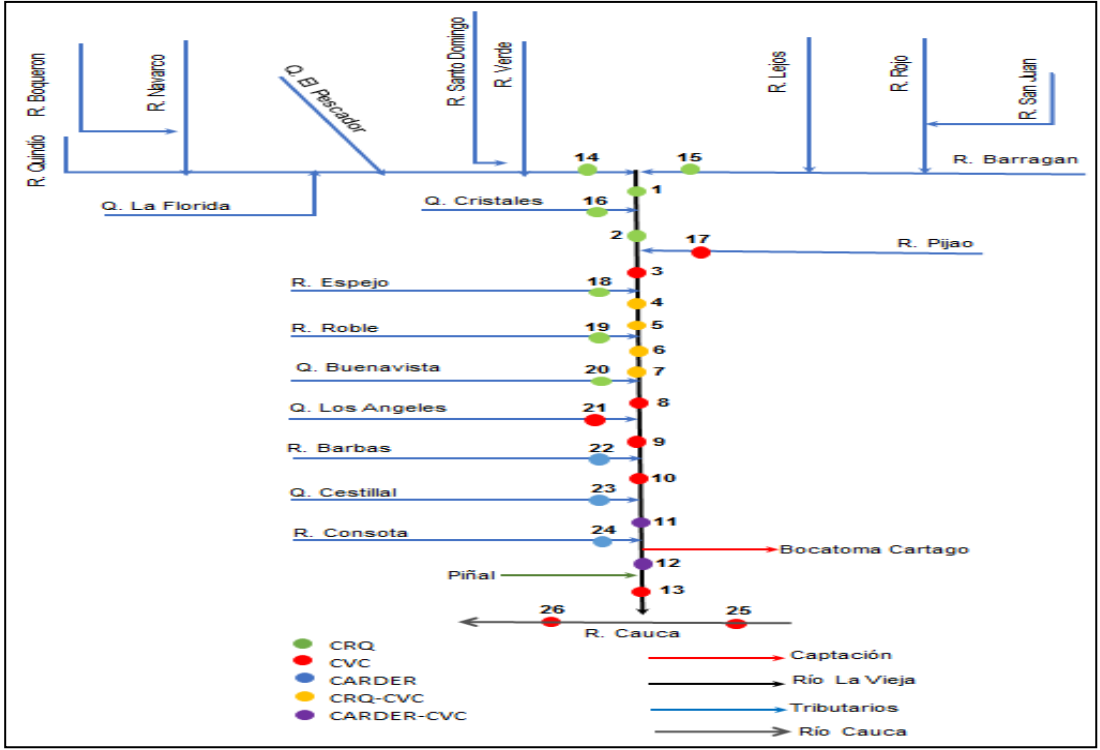 R. Boqueron
R. Navarco
Q. El Pescador
R. Santo Domingo
R. Verde
R. Lejos
R. Rojo
R. San Juan
R. Quindio
14
15
R. Barragan
1
Q. La Florida
Q. Cristales
16
2
17
R. Pijao
3
R. Espejo
18
4
5
R. Roble
19
6
Q. Buenavista
20
7
8
Q. Los Angeles
21
9
R. Barbas
22
10
Q. Cestillal
23
11
R. Consota
24
Bocatoma Cartago
12
Piñal
13
26
25
R. Cauca
CRQ
CVC
CARDER
CRQ-CVC
CARDER-CVC
Captación
Río La Vieja
Tributarios
Río Cauca